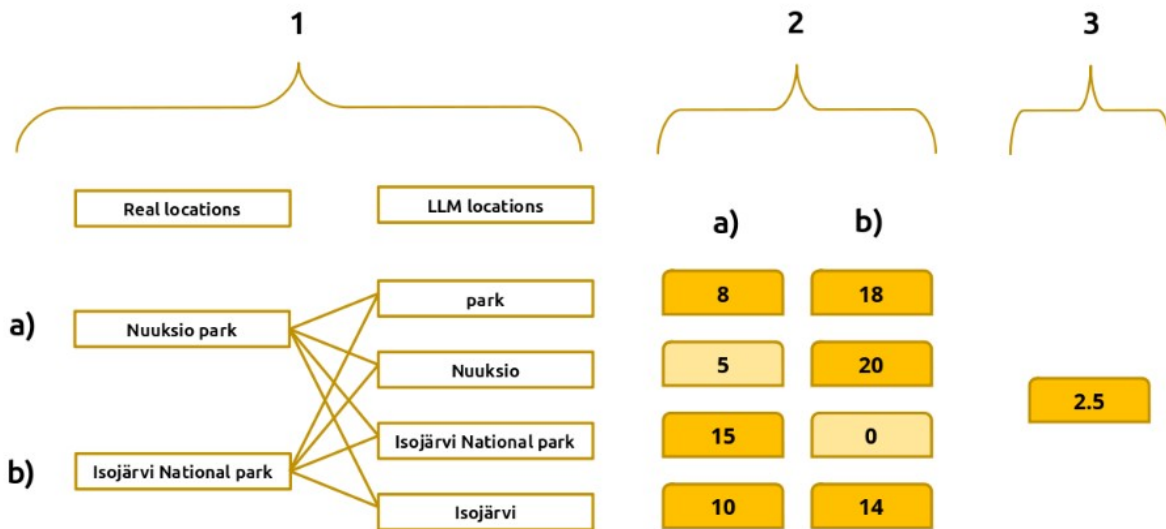 1
2
3
Real locations
LLM locations
a)
b)
a)
Nuuksio park
park
8
18
Nuuksio
5
20
2.5
Isojärvi National park
15
0
b)
Isojärvi National park
Isojärvi
10
14